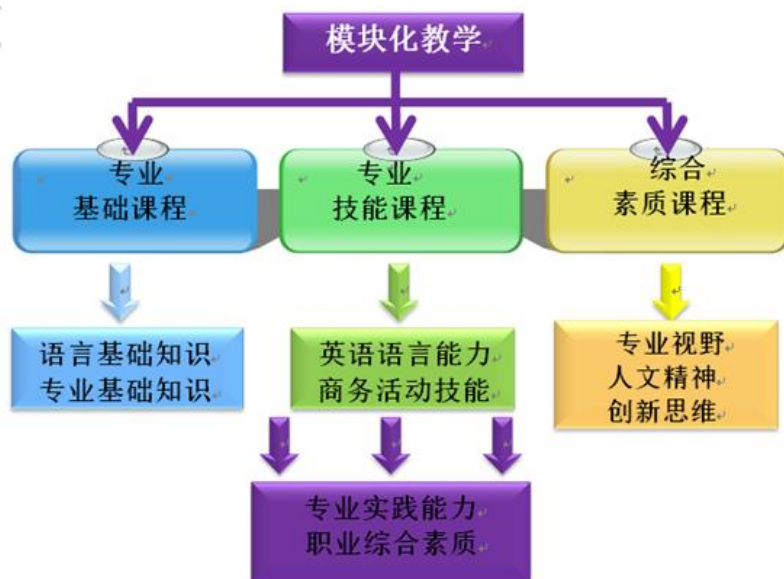 模块化教学
专业
基础课程
专业
技能课程
综合
素质课程
语言基础知识
专业基础知识
英语语言能力
商务活动技能
专业视野
人文精神
创新思维
专业实践能力
职业综合素质